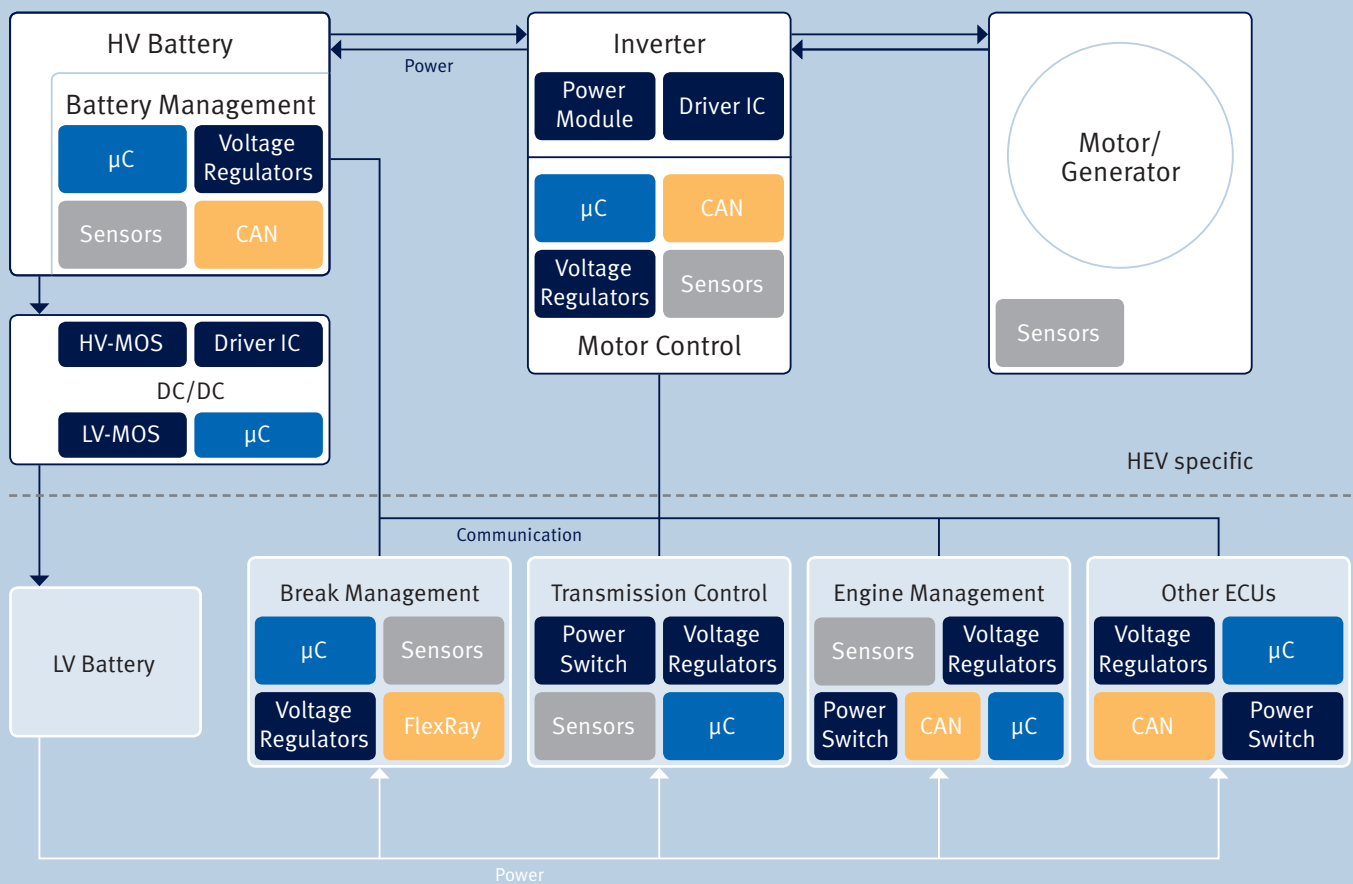 HV Battery
Battery Management
µC
Voltage
Regulators
Sensors
CAN
Power
Inverter
Power
Module
Driver IC
µC
CAN
Voltage
Regulators
Sensors
Motor Control
Motor/
Generator
Sensors
HV-MOS
Driver IC
DC/DC
LV-MOS
µC
HEV specific
Communication
LV Battery
Break Management
µC
Sensors
Voltage
Regulators
FlexRay
Transmission Control
Power
Switch
Voltage
Regulators
Sensors
µC
Engine Management
Sensors
Voltage
Regulators
Power
Switch
CAN
µC
Other ECUs
Voltage
Regulators
µC
CAN
Power
Switch
Power